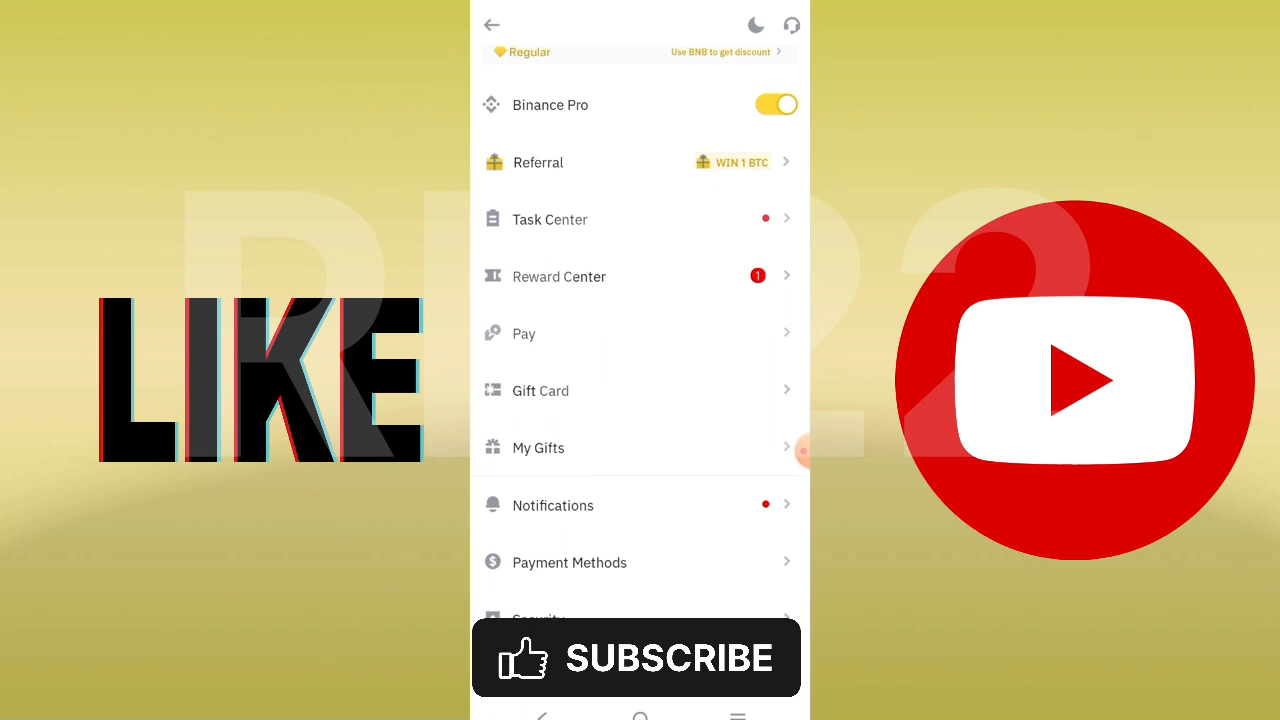 Regular
Use BNB to get discount
Binance Pro
Referral
WIN 1 BTC
Task Center
Reward Center
1
Pay
Gift Card
My Gifts
Notifications
Payment Methods
Security
LIKE
SUBSCRIBE